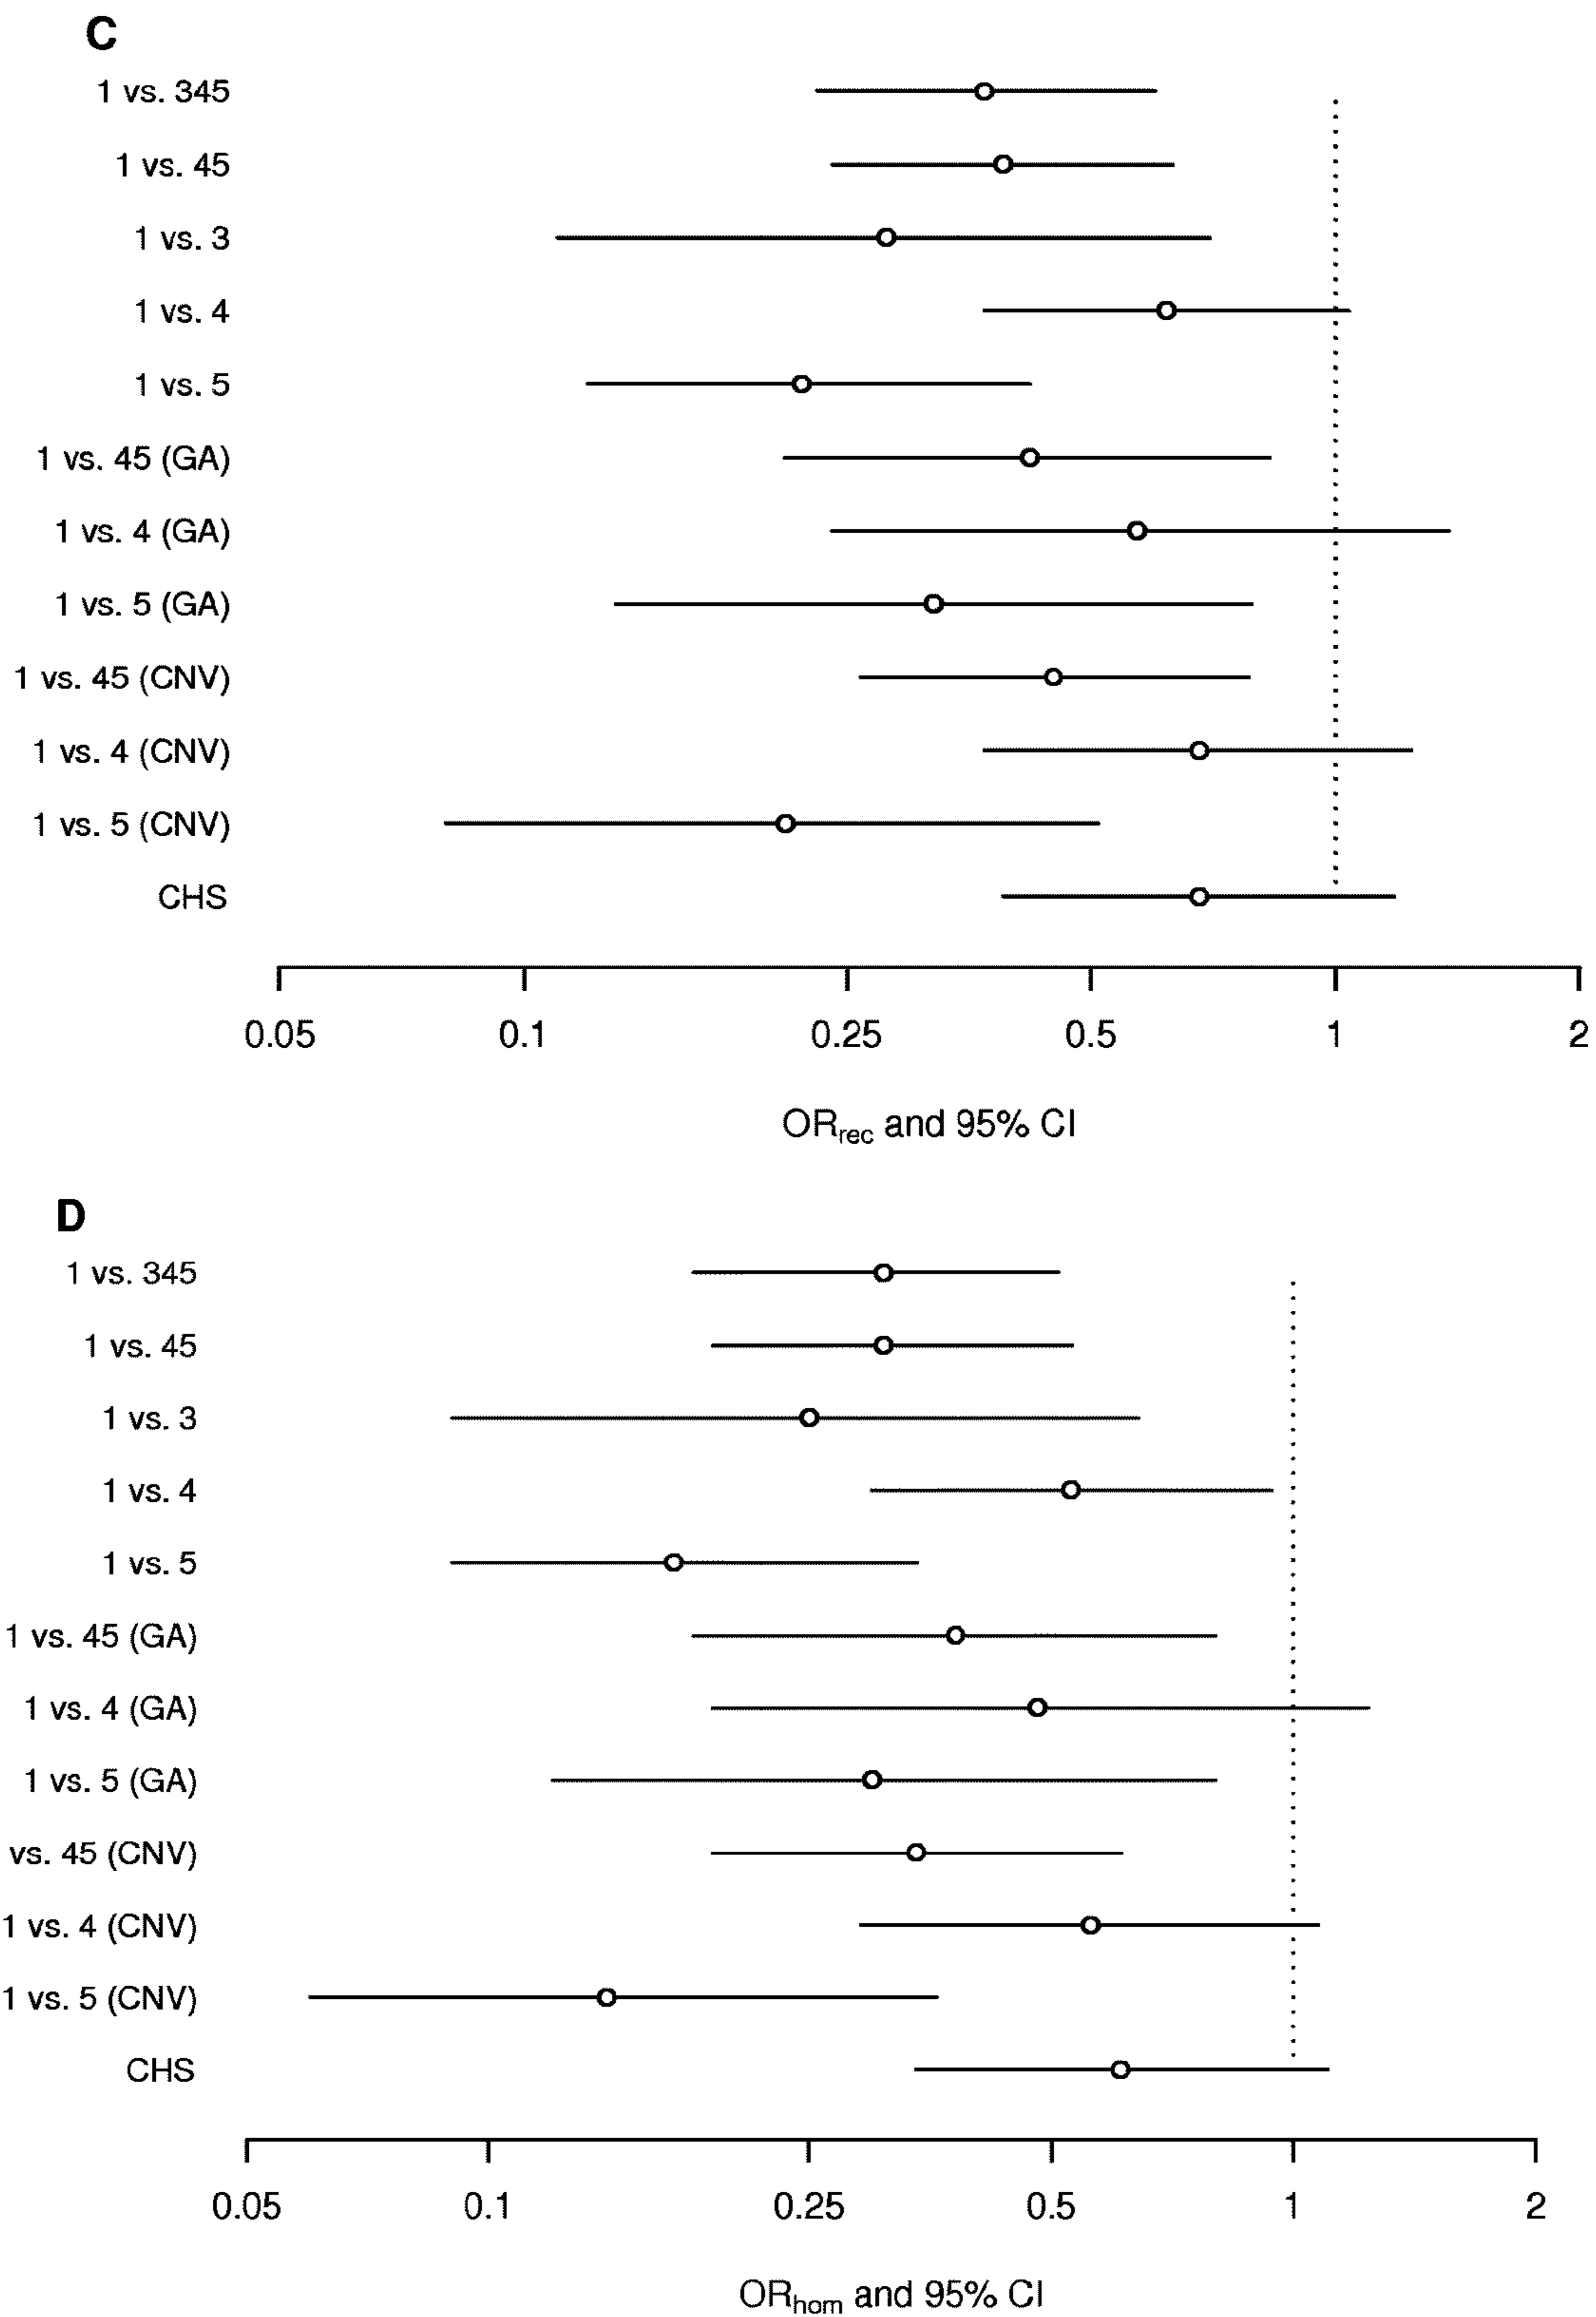 C
1 vs. 345
1 vs. 45
1 vs. 3
1 vs. 4
1 vs. 5
1 vs. 45 (GA)
1 vs. 4 (GA)
1 vs. 5 (GA)
1 vs. 45 (CNV)
1 vs. 4 (CNV)
1 vs. 5 (CNV)
CHS
0.05 0.1 0.25 0.5 1 2
ORrec and 95% CI
D
1 vs. 345
1 vs. 45
1 vs. 3
1 vs. 4
1 vs. 5
1 vs. 45 (GA)
1 vs. 4 (GA)
1 vs. 5 (GA)
vs. 45 (CNV)
1 vs. 4 (CNV)
1 vs. 5 (CNV)
CHS
0.05 0.1 0.25 0.5 1 2
ORhom and 95% CI